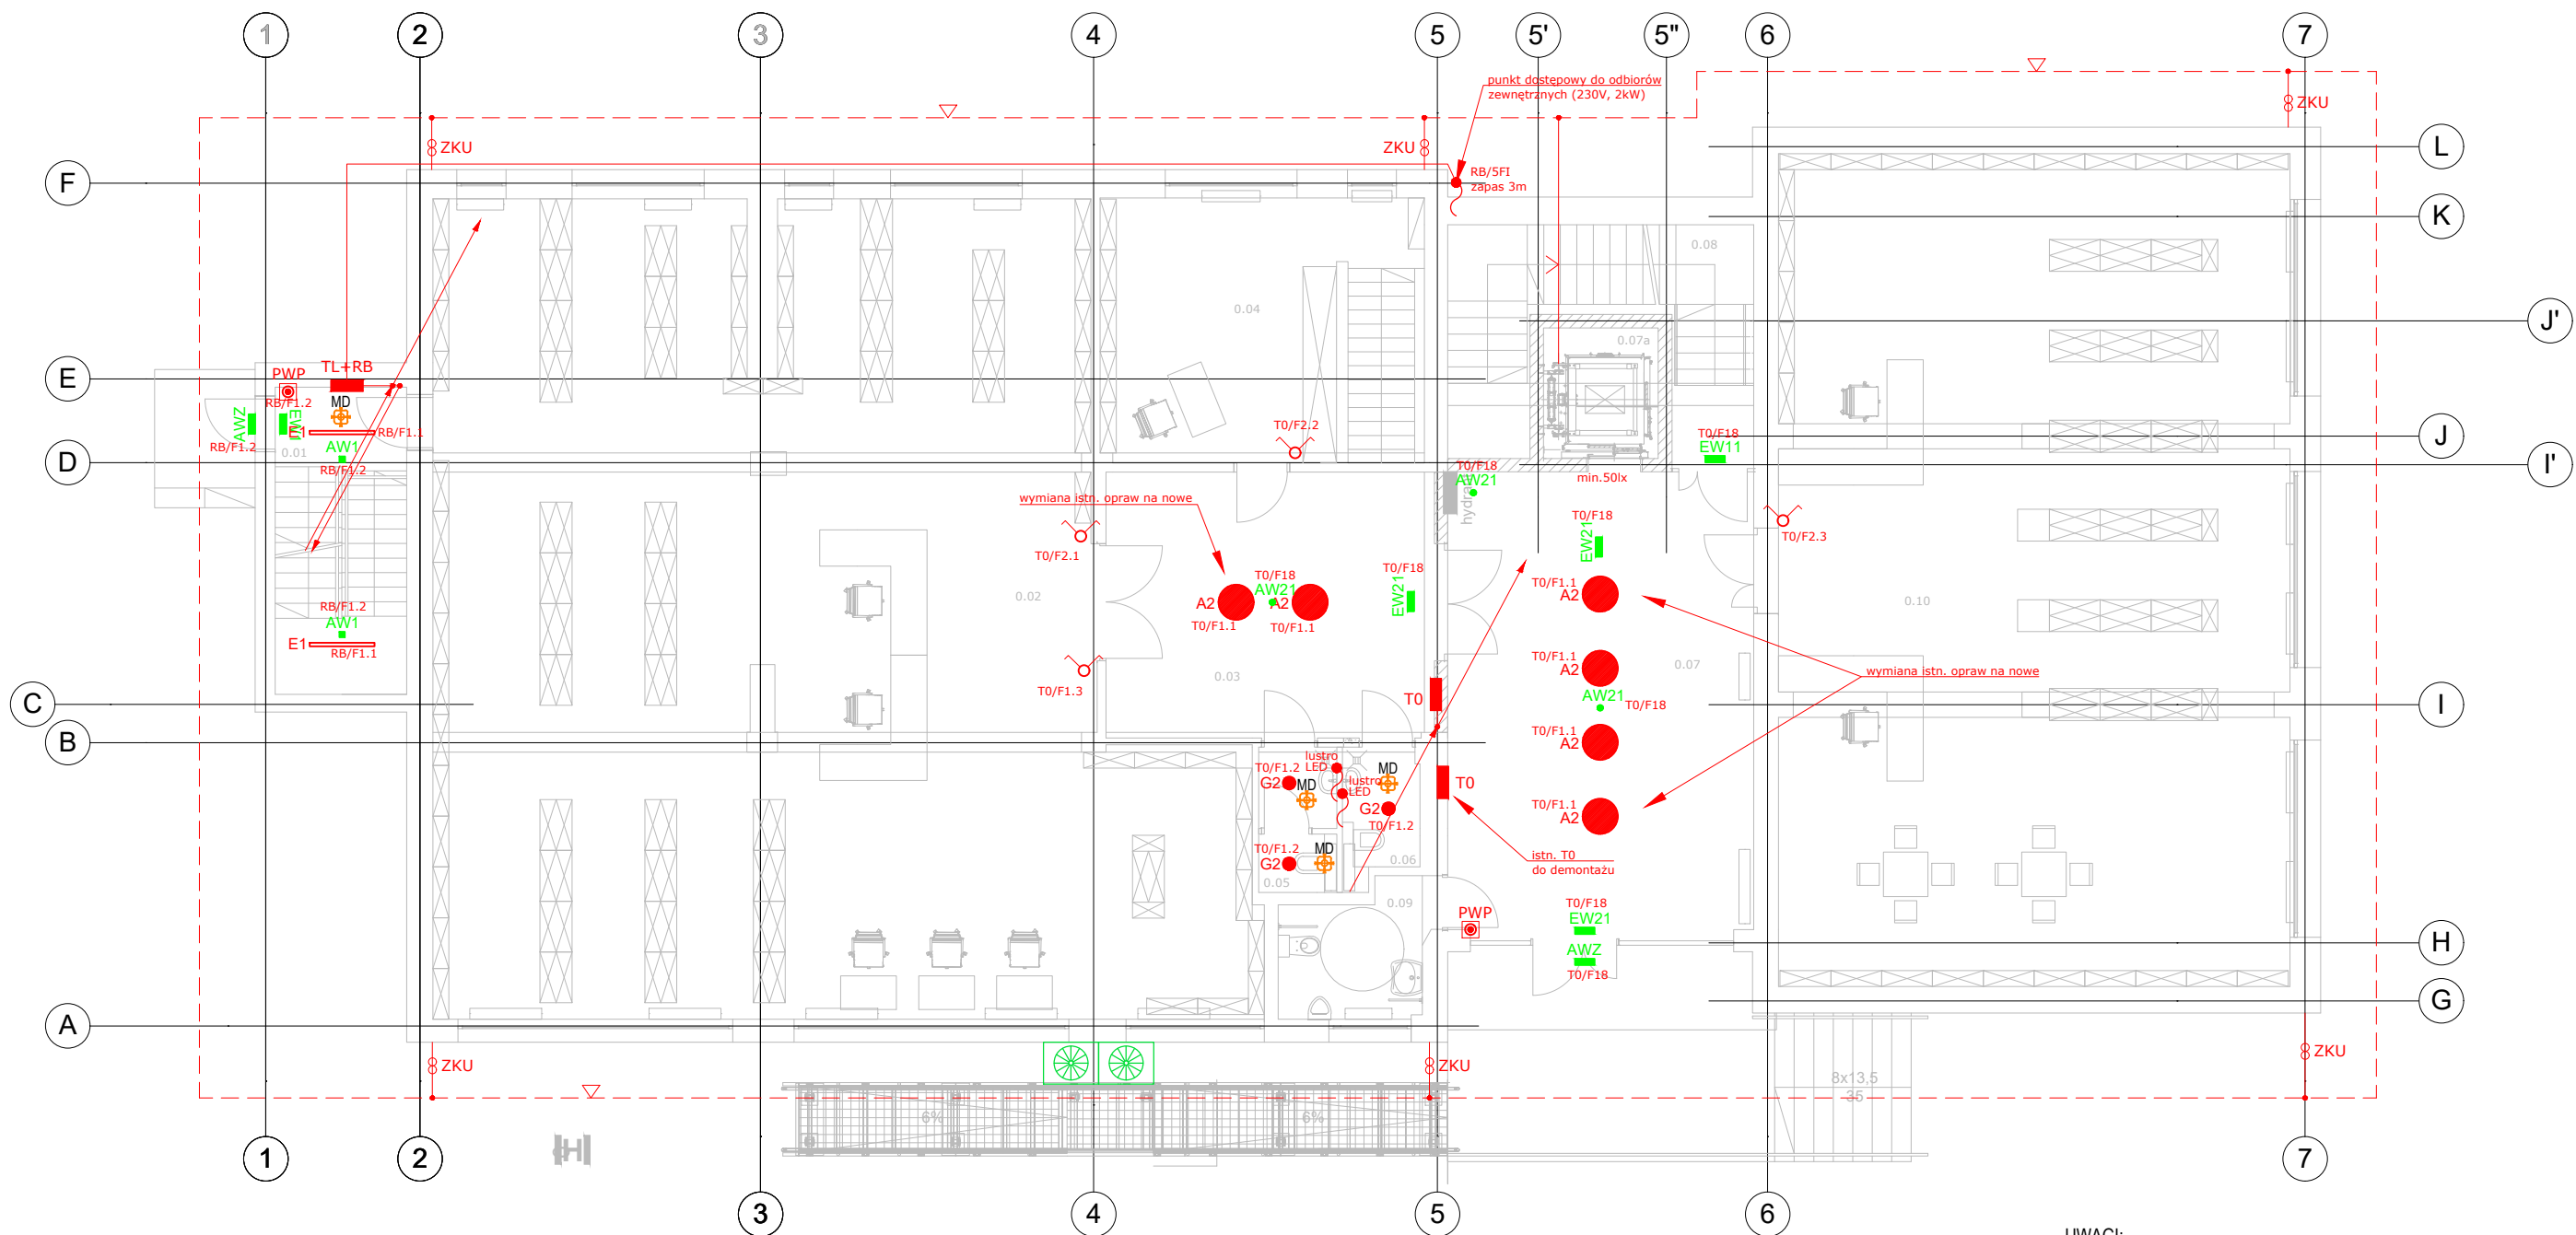 1
2
3
4
5
5'
5"
6
7
punkt dostępowy do odbiorów
zewnętrznych (230V, 2kW)
ZKU
ZKU
ZKU
F
RB/5FI
zapas 3m
L
K
0.08
0.04
J'
0.07a
E
PWP
TL+RB
RB/F1.2
MD
AWZ
EW1
E1
RB/F1.1
RB/F1.2
AW1
0.01
RB/F1.2
T0/F2.2
T0/F18
EW11
J
D
I'
T0/F18
AW21
min.50lx
wymiana istn. opraw na nowe
T0/F18
EW21
T0/F2.1
T0/F2.3
T0/F18
AW21
T0/F18
EW21
A2
A2
T0/F1.1
T0/F1.1
T0/F1.1
A2
0.02
0.10
RB/F1.2
AW1
E1
RB/F1.1
T0/F1.1
A2
0.07
wymiana istn. opraw na nowe
0.03
T0/F1.3
AW21
T0/F18
C
T0
I
B
T0/F1.1
A2
lustro
LED
T0/F1.2
G2
MD
lustro
LED
MD
T0
G2
T0/F1.2
T0/F1.1
A2
T0/F1.2
G2
MD
0.06
0.05
istn. T0
do demontażu
0.09
PWP
T0/F18
EW21
AWZ
T0/F18
H
G
A
ZKU
ZKU
ZKU
8x13,5
35
6%
6%
1
2
3
4
5
6
7
UWAGI: